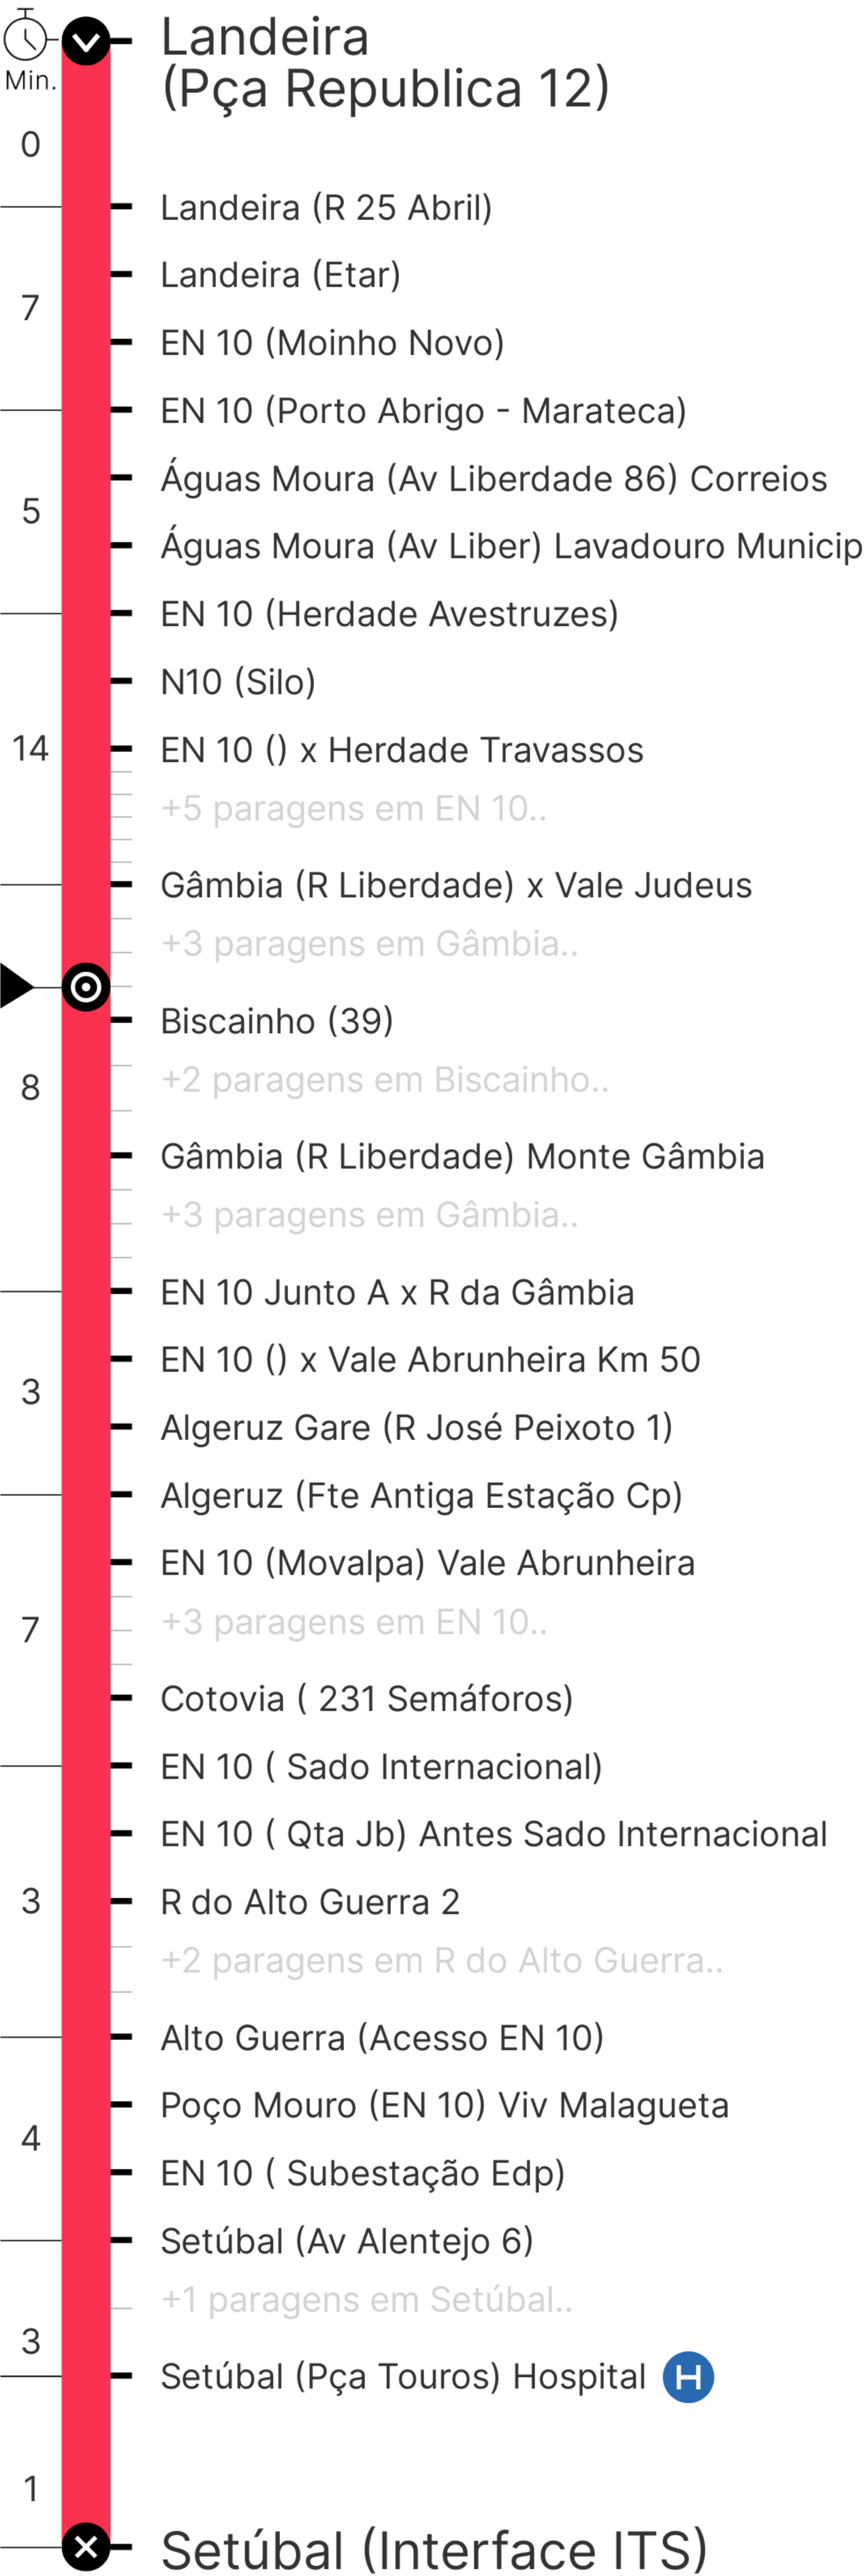 Landeira
(Pça Republica 12)
Min.
0
Landeira (R 25 Abril)
Landeira (Etar)
7
EN 10 (Moinho Novo)
EN 10 (Porto Abrigo - Marateca)
Águas Moura (Av Liberdade 86) Correios
5
Águas Moura (Av Liber) Lavadouro Municip
EN 10 (Herdade Avestruzes)
N10 (Silo)
14
EN 10 () x Herdade Travassos
+5 paragens em EN 10..
Gâmbia (R Liberdade) x Vale Judeus
+3 paragens em Gâmbia..
Biscainho (39)
+2 paragens em Biscainho..
8
Gâmbia (R Liberdade) Monte Gâmbia
+3 paragens em Gâmbia..
EN 10 Junto A x R da Gâmbia
EN 10 () x Vale Abrunheira Km 50
3
Algeruz Gare (R José Peixoto 1)
Algeruz (Fte Antiga Estação Cp)
EN 10 (Movalpa) Vale Abrunheira
+3 paragens em EN 10..
7
Cotovia ( 231 Semáforos)
EN 10 ( Sado Internacional)
EN 10 ( Qta Jb) Antes Sado Internacional
3
R do Alto Guerra 2
+2 paragens em R do Alto Guerra..
Alto Guerra (Acesso EN 10)
Poço Mouro (EN 10) Viv Malagueta
4
EN 10 ( Subestação Edp)
Setúbal (Av Alentejo 6)
+1 paragens em Setúbal..
3
Setúbal (Pça Touros) Hospital H
1
Setúbal (Interface ITS)